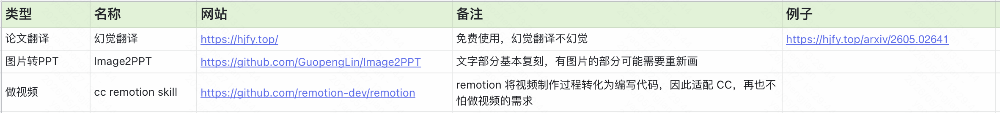 类型 名称 网站 备注 例子
论文翻译 幻觉翻译 https://hjfy.top/ 免费使用，幻觉翻译不幻觉 https://hjfy.top/arxiv/2605.02641
图片转PPT Image2PPT https://github.com/GuopengLin/Image2PPT 文字部分基本复刻，有图片的部分可能需要重新画
做视频 cc remotion skill https://github.com/remotion-dev/remotion remotion 将视频制作过程转化为编写代码，因此适配 CC，再也不
怕做视频的需求